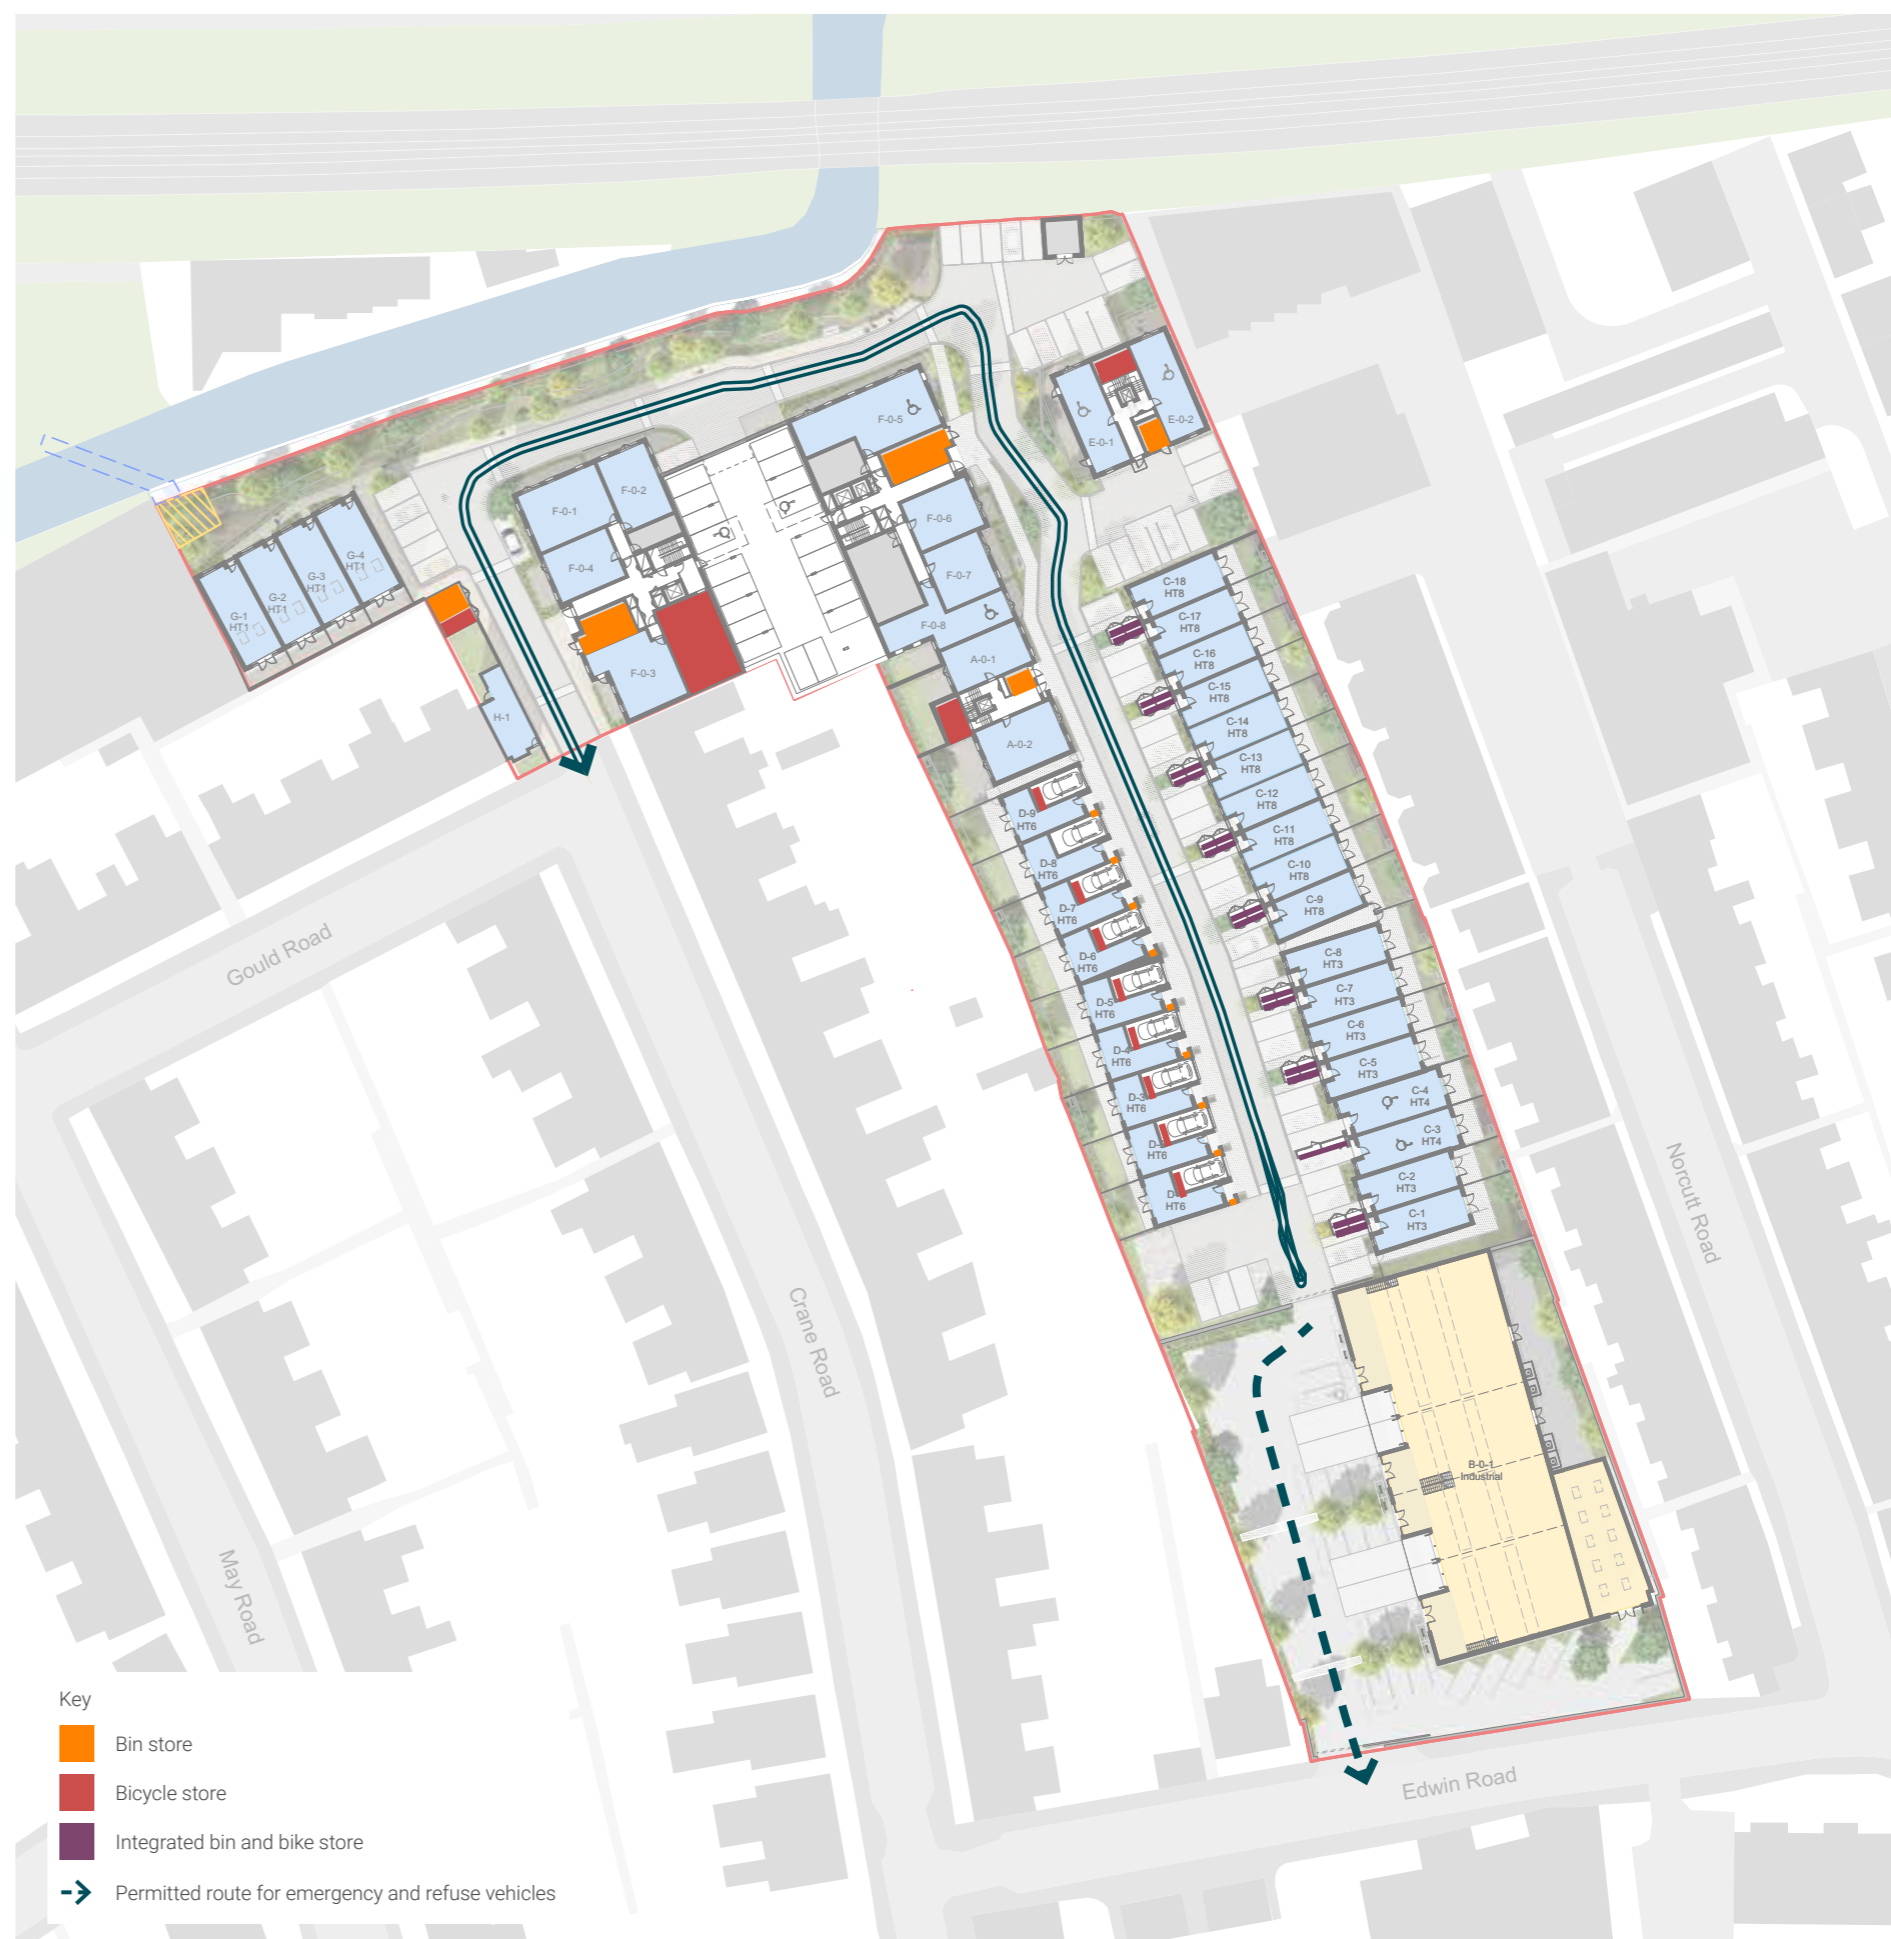 F-0-5
E-0-2
E-0-1
F-0-2
F-0-1
F-0-6
G-4
HT1
F-0-4
G-3
HT1
F-0-7
C-18
HT8
G-2
HT1
G-1
HT1
C-17
HT8
F-0-8
C-16
HT8
A-0-1
F-0-3
C-15
HT8
H-1
C-14
HT8
A-0-2
C-13
HT8
C-12
HT8
D-9
HT6
C-11
HT8
D-8
HT6
C-10
HT8
C-9
HT8
D-7
HT6
Gould Road
D-6
HT6
C-8
HT3
C-7
HT3
D-5
HT6
C-6
HT3
D-4
HT6
C-5
HT3
C-4
HT4
D-3
HT6
C-3
HT4
HT6
C-2
HT3
HT6
C-1
HT3
Norcutt Road
Crane Road
B-0-1
Industrial
May Road
Edwin Road
Key
Bin store
Bicycle store
Integrated bin and bike store
Permitted route for emergency and refuse vehicles